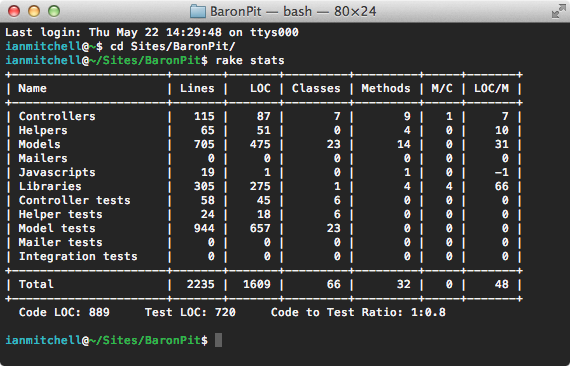 BaronPit — bash — 80×24
Last login: Thu May 22 14:29:48 on ttys000
ianmitchell@~$ cd Sites/BaronPit/
ianmitchell@~/Sites/BaronPit$ rake stats
+----------------------+-------+-------+---------+---------+-----+-------+
| Name                 | Lines |   LOC | Classes | Methods | M/C | LOC/M |
+----------------------+-------+-------+---------+---------+-----+-------+
| Controllers          |   115 |    87 |       7 |       9 |   1 |     7 |
| Helpers              |    65 |    51 |       0 |       4 |   0 |    10 |
| Models               |   705 |   475 |      23 |      14 |   0 |    31 |
| Mailers              |     0 |     0 |       0 |       0 |   0 |     0 |
| Javascripts          |    19 |     1 |       0 |       1 |   0 |    -1 |
| Libraries            |   305 |   275 |       1 |       4 |   4 |    66 |
| Controller tests     |    58 |    45 |       6 |       0 |   0 |     0 |
| Helper tests         |    24 |    18 |       6 |       0 |   0 |     0 |
| Model tests          |   944 |   657 |      23 |       0 |   0 |     0 |
| Mailer tests         |     0 |     0 |       0 |       0 |   0 |     0 |
| Integration tests    |     0 |     0 |       0 |       0 |   0 |     0 |
+----------------------+-------+-------+---------+---------+-----+-------+
| Total                |  2235 |  1609 |      66 |      32 |   0 |    48 |
+----------------------+-------+-------+---------+---------+-----+-------+
  Code LOC: 889     Test LOC: 720     Code to Test Ratio: 1:0.8
ianmitchell@~/Sites/BaronPit$